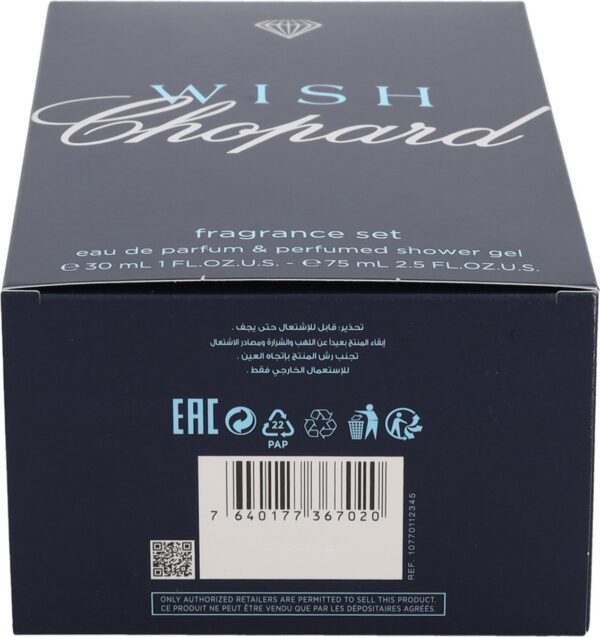 WISH
Chopard
fragrance set
eau de parfum & perfumed shower gel
℮ 30 mL 1 FL.OZ.U.S. - ℮ 75 mL 2.5 FL.OZ.U.S.
تحذير: قابل للإشتعال حتى يجف .
إبقاء المنتج بعيداً عن اللهب والشرارة ومصادر الاشتعال
تجنب رش المنتج بإتجاه العين .
للإستعمال الخارجي فقط .
EAC
22
PAP
7 640177 367020
REF. 10770112345
ONLY AUTHORIZED RETAILERS ARE PERMITTED TO SELL THIS PRODUCT.
CE PRODUIT NE PEUT ÊTRE VENDU QUE PAR LES DÉPOSITAIRES AGRÉÉS.